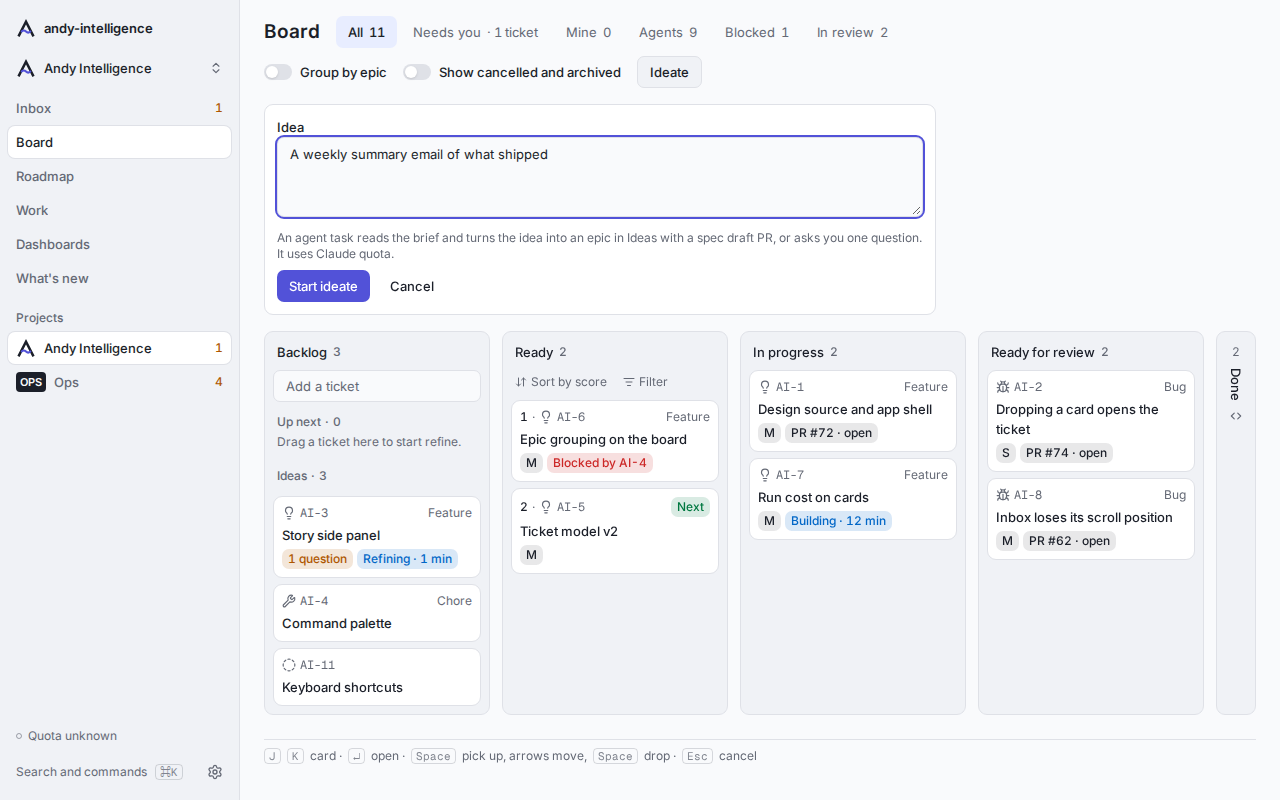 andy-intelligence
Andy Intelligence
Inbox 1
Board
Roadmap
Work
Dashboards
What's new
Projects
Andy Intelligence 1
OPS Ops 4
Quota unknown
Search and commands ⌘K
Board All 11 Needs you · 1 ticket Mine 0 Agents 9 Blocked 1 In review 2
Group by epic Show cancelled and archived Ideate
Idea
A weekly summary email of what shipped
An agent task reads the brief and turns the idea into an epic in Ideas with a spec draft PR, or asks you one question.
It uses Claude quota.
Start ideate Cancel
Backlog 3
Add a ticket
Up next · 0
Drag a ticket here to start refine.
Ideas · 3
AI-3 Feature
Story side panel
1 question Refining · 1 min
AI-4 Chore
Command palette
AI-11
Keyboard shortcuts
Ready 2
Sort by score Filter
1 · AI-6 Feature
Epic grouping on the board
M Blocked by AI-4
2 · AI-5 Next
Ticket model v2
M
In progress 2
AI-1 Feature
Design source and app shell
M PR #72 · open
AI-7 Feature
Run cost on cards
M Building · 12 min
Ready for review 2
AI-2 Bug
Dropping a card opens the
ticket
S PR #74 · open
AI-8 Bug
Inbox loses its scroll position
M PR #62 · open
2
Done
J K card · ↵ open · Space pick up, arrows move, Space drop · Esc cancel